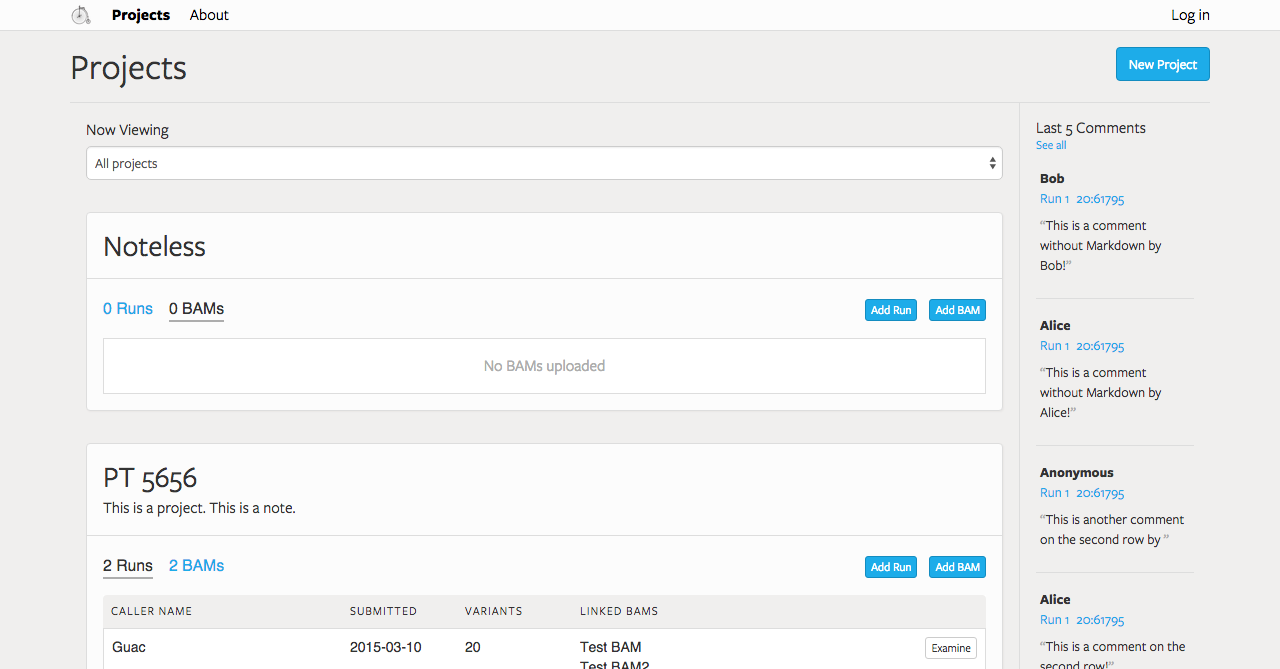 Projects About Log in
Projects
New Project
Now Viewing
All projects
Noteless
0 Runs 0 BAMs Add Run Add BAM
No BAMs uploaded
PT 5656
This is a project. This is a note.
2 Runs 2 BAMs Add Run Add BAM
CALLER NAME SUBMITTED VARIANTS LINKED BAMS
Guac 2015-03-10 20 Test BAM Examine
Test BAM2
Last 5 Comments
See all
Bob
Run 1 20:61795
“This is a comment
without Markdown by
Bob!”
Alice
Run 1 20:61795
“This is a comment
without Markdown by
Alice!”
Anonymous
Run 1 20:61795
“This is another comment
on the second row by ”
Alice
Run 1 20:61795
“This is a comment on the
second row!”